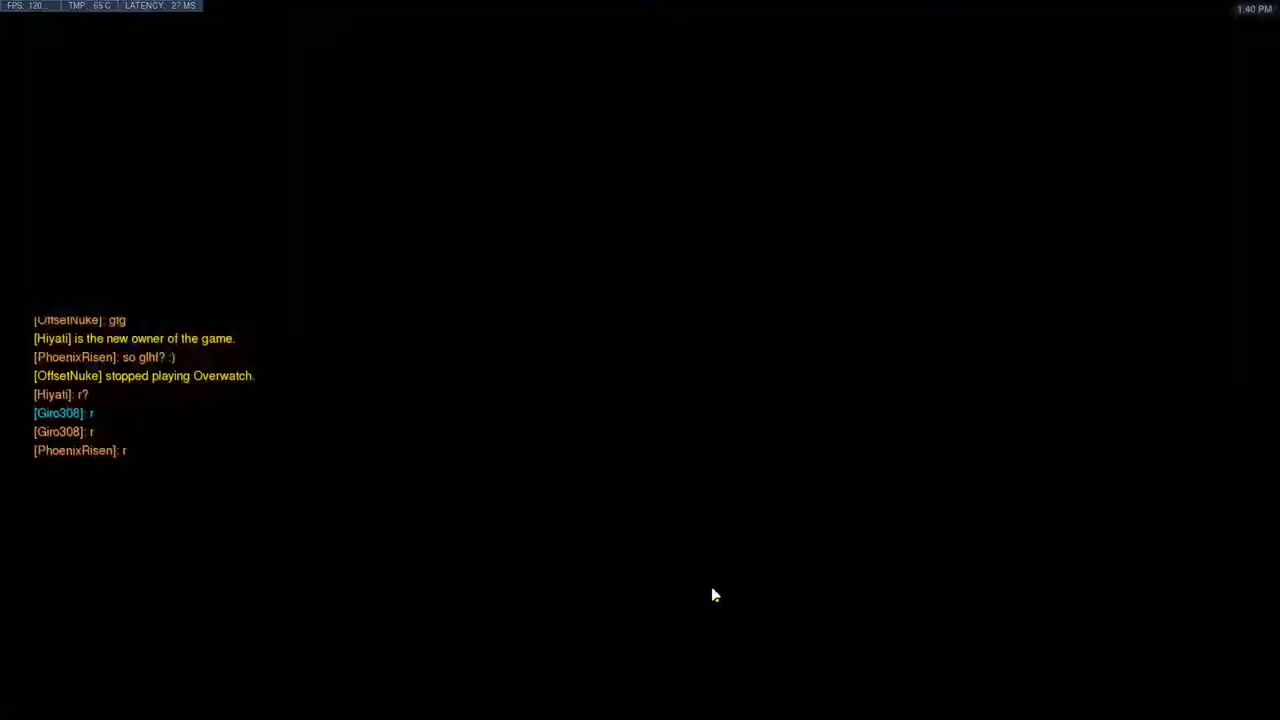 FPS: 120... TMP: 65 C LATENCY: 27 MS
1:40 PM
[OffsetNuke]: gfg
[Hiyati] is the new owner of the game.
[PhoenixRisen]: so glhf? :)
[OffsetNuke] stopped playing Overwatch.
[Hiyati]: r?
[Giro308]: r
[Giro308]: r
[PhoenixRisen]: r